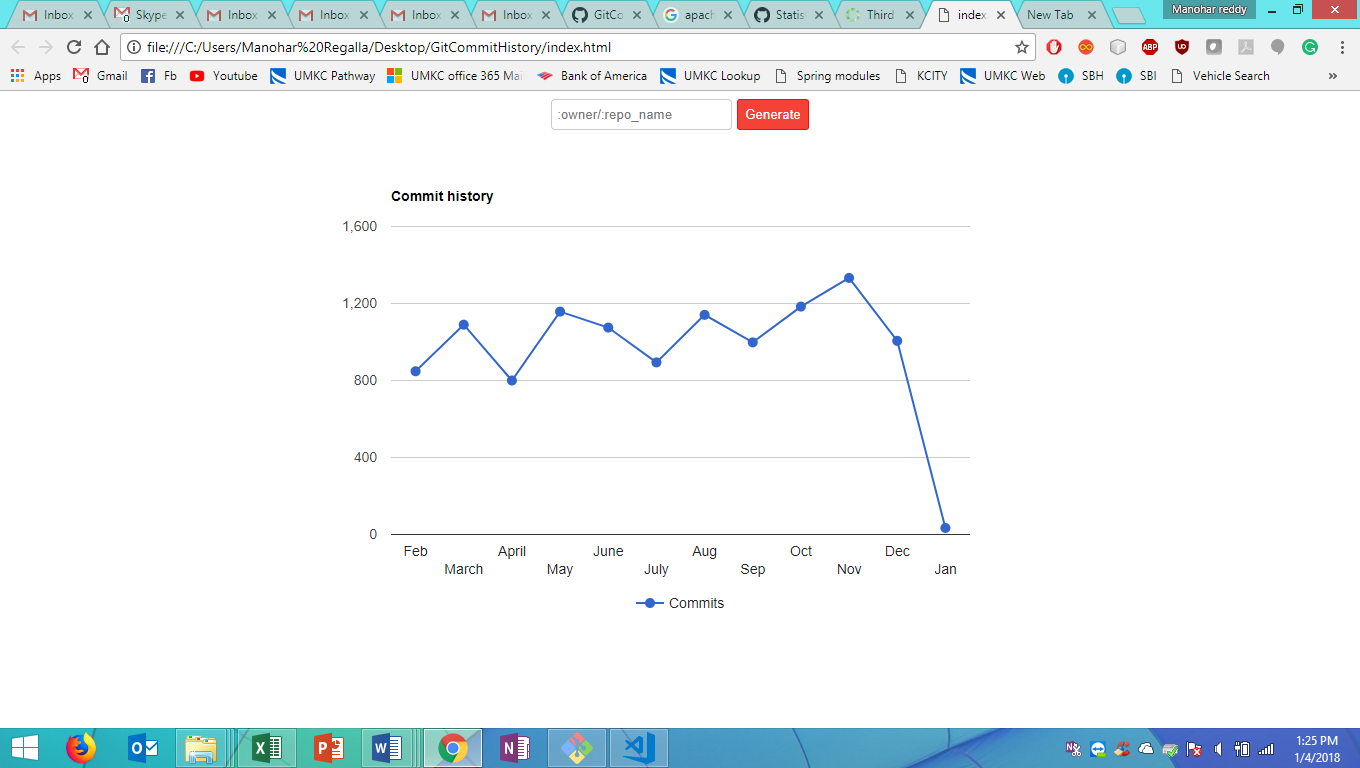 Inbox
Skype
Inbox
Inbox
Inbox
Inbox
GitCo
apach
Statis
Third
index.
New Tab
Manohar reddy
file:///C:/Users/Manohar%20Regalla/Desktop/GitCommitHistory/index.html
Apps Gmail Fb Youtube UMKC Pathway UMKC office 365 Mai Bank of America UMKC Lookup Spring modules KCITY UMKC Web SBH SBI Vehicle Search »
:owner/:repo_name Generate
Commit history
1,600
1,200
800
400
0
Feb April June Aug Oct Dec
March May July Sep Nov Jan
Commits
1:25 PM
1/4/2018